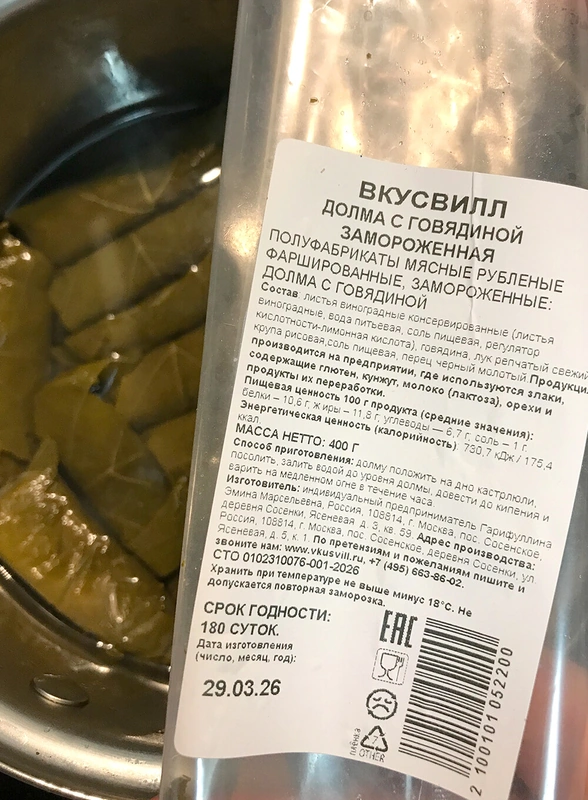 ВКУСВИЛЛ
ДОЛМА С ГОВЯДИНОЙ
ЗАМОРОЖЕННАЯ
ПОЛУФАБРИКАТЫ МЯСНЫЕ РУБЛЕНЫЕ
ФАРШИРОВАННЫЕ, ЗАМОРОЖЕННЫЕ:
ДОЛМА С ГОВЯДИНОЙ
Состав: листья виноградные консервированные (листья
виноградные, вода питьевая, соль пищевая, регулятор
кислотности-лимонная кислота), говядина, лук репчатый свежий
крупа рисовая,соль пищевая, перец черный молотый. Продукци
производится на предприятии, где используются злаки,
содержащие глютен, кунжут, молоко (лактоза), орехи и
продукты их переработки.
Пищевая ценность 100 г продукта (средние значения):
белки – 10,6 г, жиры – 11,8 г, углеводы – 6,7 г, соль – 1 г.
Энергетическая ценность (калорийность): 730,7 кДж / 175,4
ккал.
МАССА НЕТТО: 400 Г
Способ приготовления: долму положить на дно кастрюли,
посолить, залить водой до уровня долмы, довести до кипения и
варить на медленном огне в течение часа
Изготовитель: индивидуальный предприниматель Гарифуллина
Эмина Марсельевна, Россия, 108814, г. Москва, пос. Сосенское,
деревня Сосенки, Ясеневая д. 3, кв. 59. Адрес производства:
Россия, 108814, г. Москва, пос. Сосенское, деревня Сосенки, ул.
Ясеневая, д. 5, к. 1. По претензиям и пожеланиям пишите и
звоните нам: www.vkusvill.ru, +7 (495) 663-86-02.
СТО 0102310076-001-2026
Хранить при температуре не выше минус 18°С. Не
допускается повторная заморозка.
СРОК ГОДНОСТИ:
180 СУТОК.
Дата изготовления
(число, месяц, год):
29.03.26
ЕАС
плёнка
7
OTHER
2 100101 052200